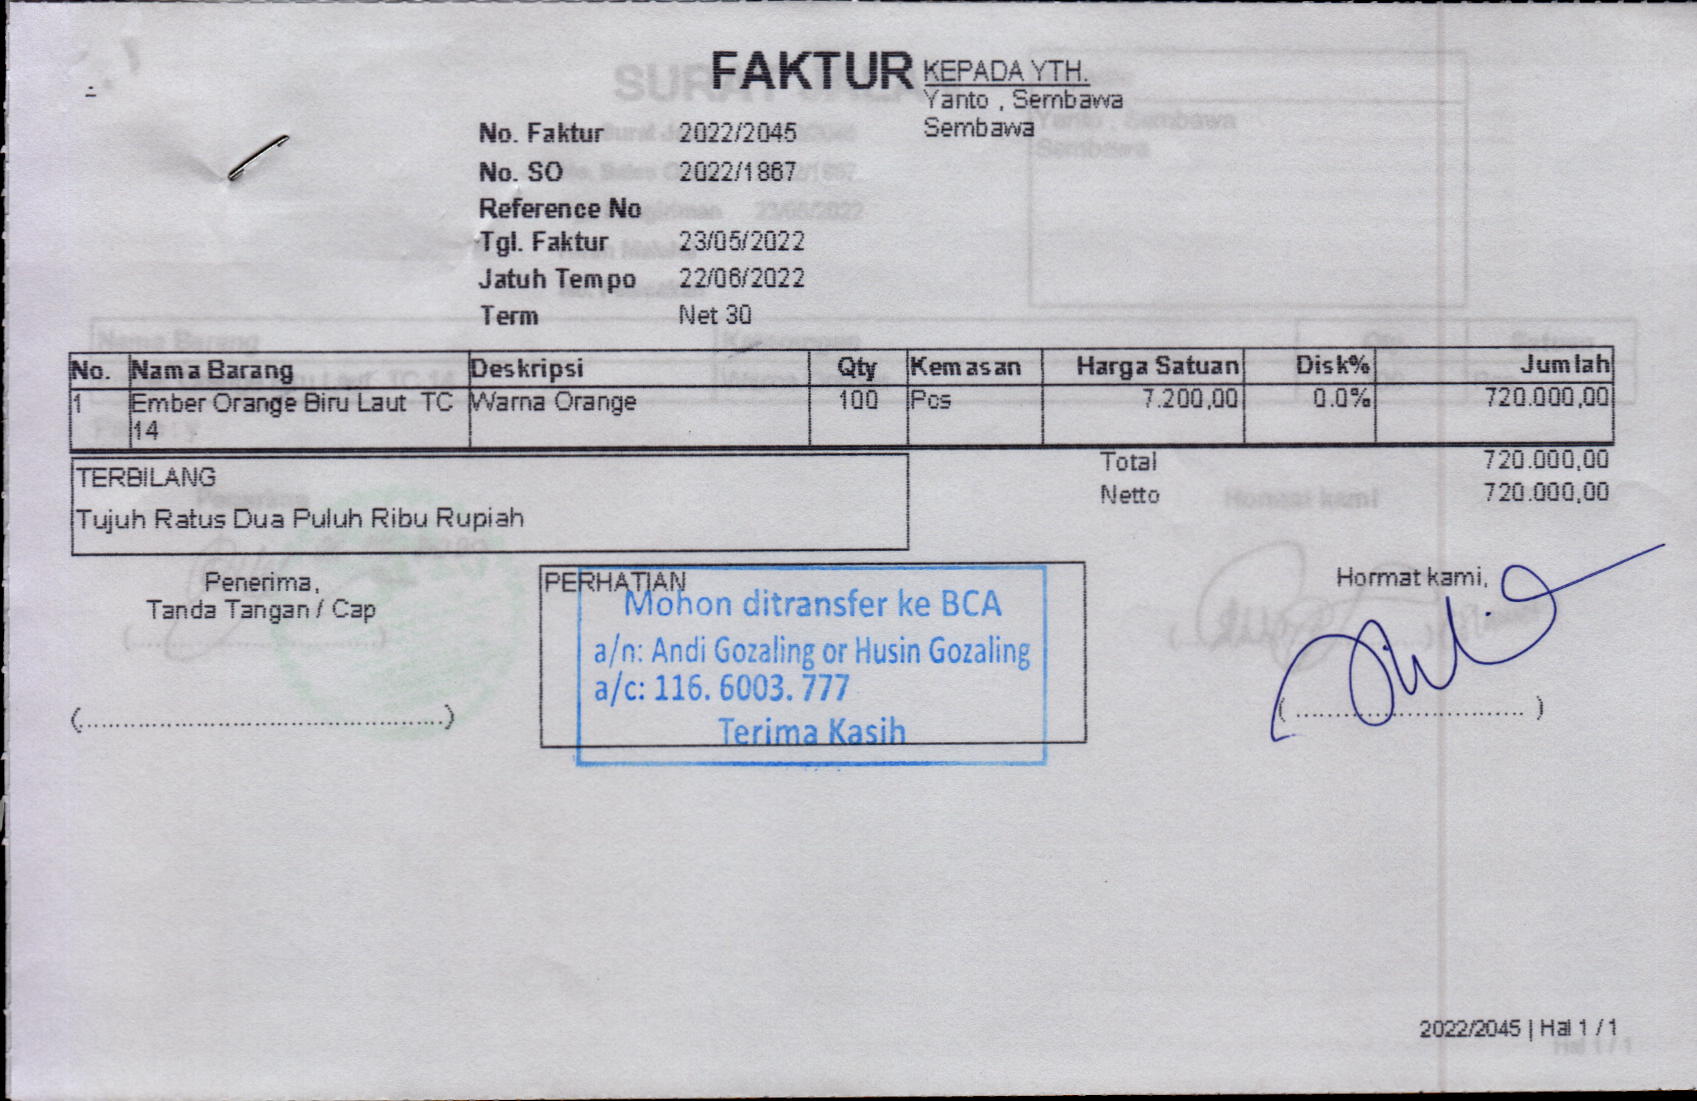 FAKTUR
KEPADA YTH.
Yanto , Sembawa
Sembawa
No. Faktur 2022/2045
No. SO 2022/1867
Reference No
Tgl. Faktur 23/05/2022
Jatuh Tempo 22/06/2022
Term Net 30
No. Nama Barang Deskripsi Qty Kemasan Harga Satuan Disk% Jumlah
1 Ember Orange Biru Laut TC Warna Orange 100 Pcs 7.200,00 0.0% 720.000,00
14
Total 720.000,00
Netto 720.000,00
TERBILANG
Tujuh Ratus Dua Puluh Ribu Rupiah
Penerima,
Tanda Tangan / Cap
(................................................)
PERHATIAN
Mohon ditransfer ke BCA
a/n: Andi Gozaling or Husin Gozaling
a/c: 116. 6003. 777
Terima Kasih
Hormat kami,
( .............................. )
2022/2045 | Hal 1 / 1